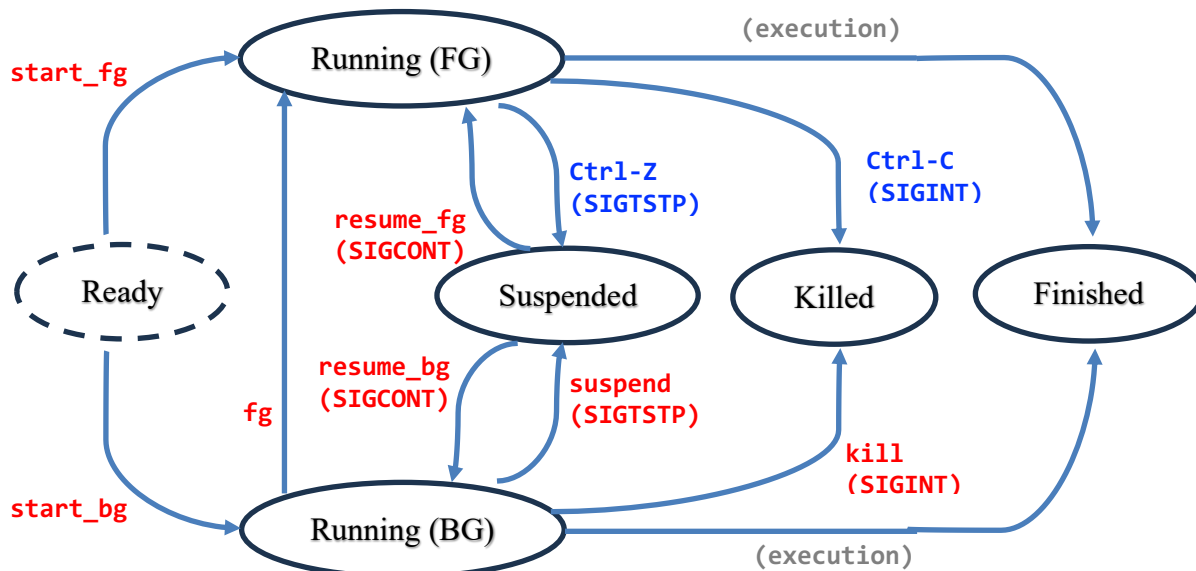 (execution)
Running (FG)
start_fg
Ctrl-Z
(SIGTSTP)
Ctrl-C
(SIGINT)
resume_fg
(SIGCONT)
Ready
Suspended
Killed
Finished
resume_bg
(SIGCONT)
suspend
(SIGTSTP)
fg
kill
(SIGINT)
start_bg
Running (BG)
(execution)